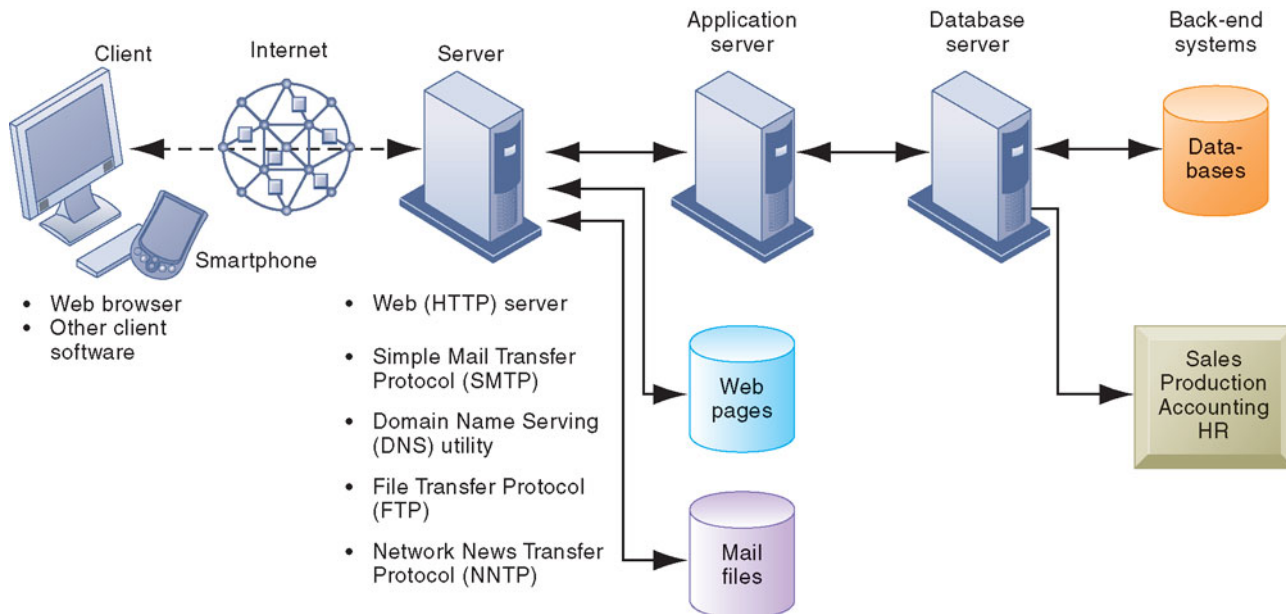 Client
Internet
Server
Application
server
Database
server
Back-end
systems
Data-
bases
Smartphone
• Web browser
• Other client
software
• Web (HTTP) server
• Simple Mail Transfer
Protocol (SMTP)
• Domain Name Serving
(DNS) utility
• File Transfer Protocol
(FTP)
• Network News Transfer
Protocol (NNTP)
Web
pages
Mail
files
Sales
Production
Accounting
HR